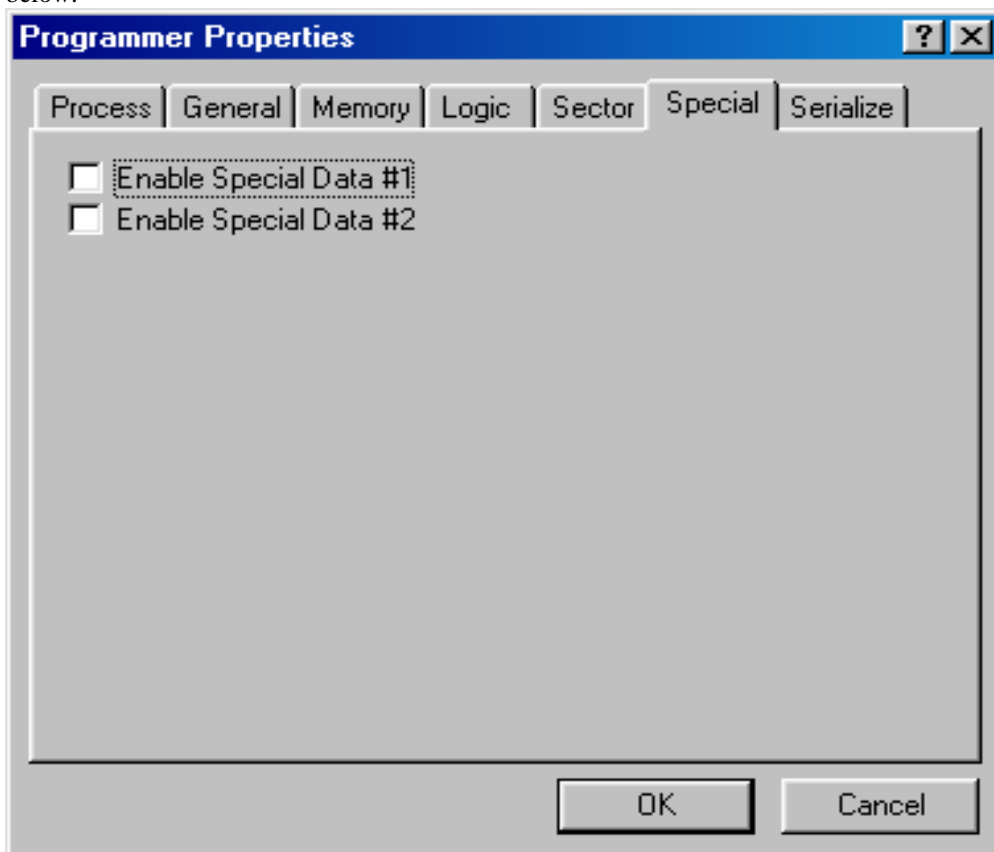 below.
Programmer Properties
Process General Memory Logic Sector Special Serialize
Enable Special Data #1
Enable Special Data #2
OK Cancel